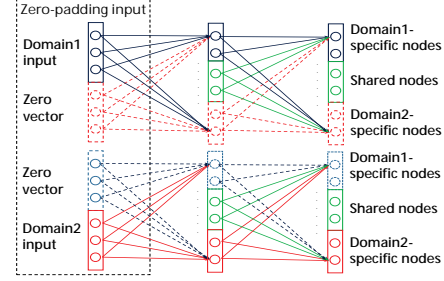 Zero-padding input
Domain1
input
Zero
vector
Domain1-
specific nodes
Shared nodes
Domain2-
specific nodes
Zero
vector
Domain2
input
Domain1-
specific nodes
Shared nodes
Domain2-
specific nodes